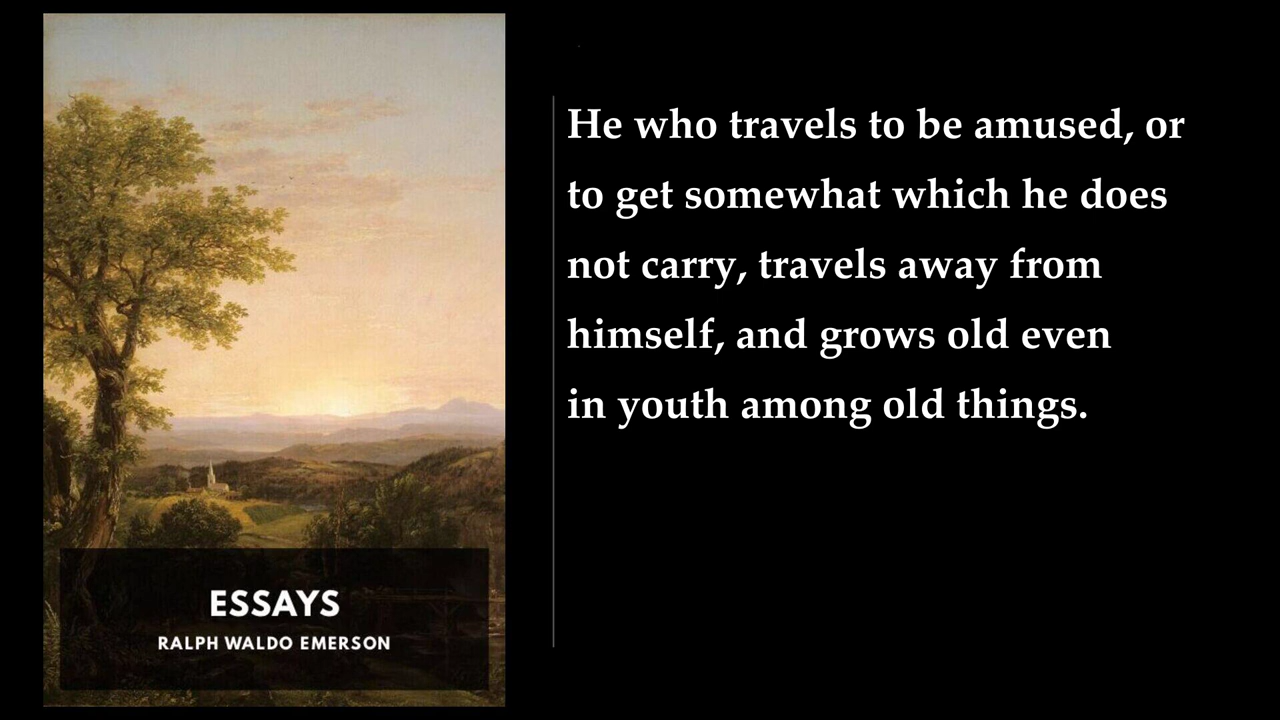 ESSAYS
RALPH WALDO EMERSON
He who travels to be amused, or
to get somewhat which he does
not carry, travels away from
himself, and grows old even
in youth among old things.